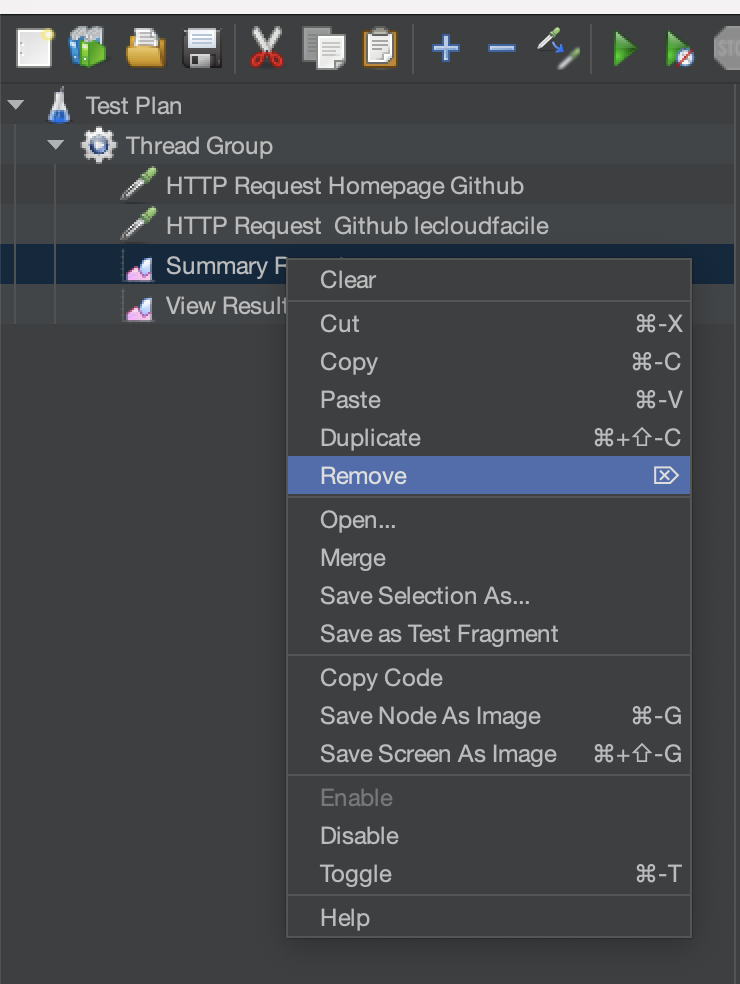 STO
Test Plan
Thread Group
HTTP Request Homepage Github
HTTP Request  Github lecloudfacile
Summary R
View Result
Clear
Cut ⌘-X
Copy ⌘-C
Paste ⌘-V
Duplicate ⌘+⇧-C
Remove ⌦
Open...
Merge
Save Selection As...
Save as Test Fragment
Copy Code
Save Node As Image ⌘-G
Save Screen As Image ⌘+⇧-G
Enable
Disable
Toggle ⌘-T
Help